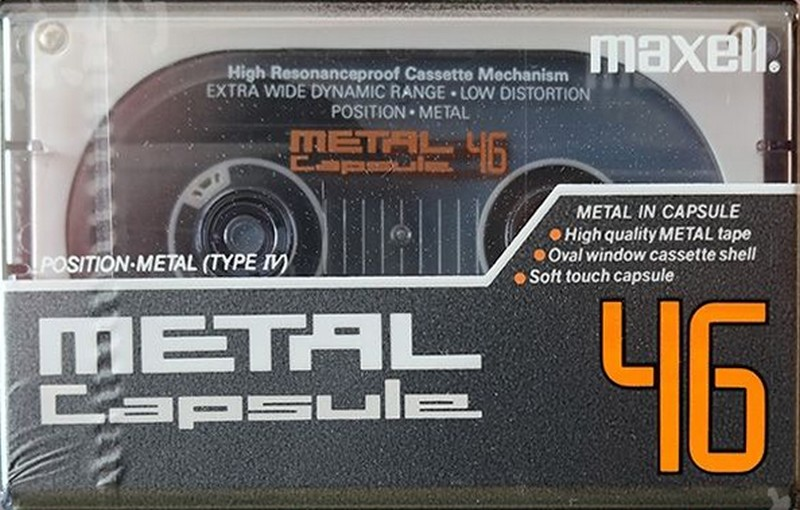 maxell.
High Resonanceproof Cassette Mechanism
EXTRA WIDE DYNAMIC RANGE • LOW DISTORTION
POSITION • METAL
METAL 46
Capsule
METAL IN CAPSULE
• High quality METAL tape
• Oval window cassette shell
• Soft touch capsule
POSITION•METAL (TYPE IV)
METAL
Capsule
46